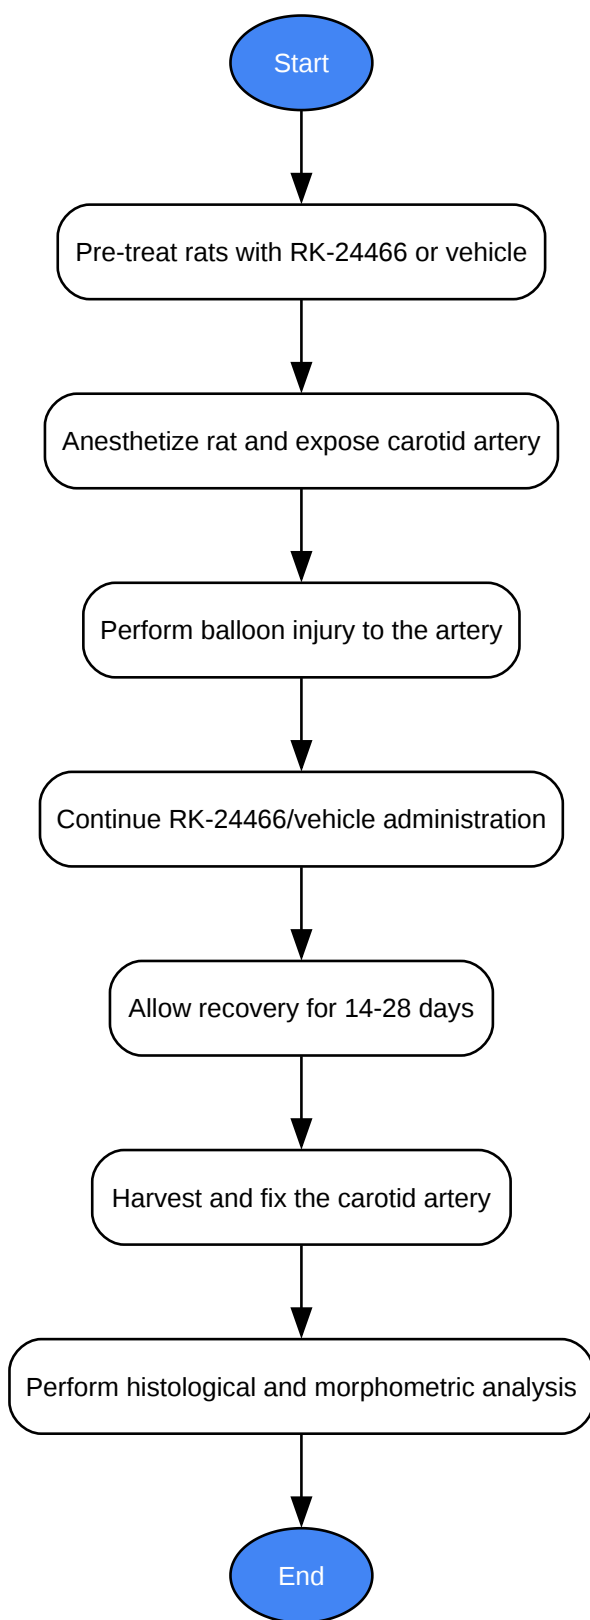 Start
Pre-treat rats with RK-24466 or vehicle
Anesthetize rat and expose carotid artery
Perform balloon injury to the artery
Continue RK-24466/vehicle administration
Allow recovery for 14-28 days
Harvest and fix the carotid artery
Perform histological and morphometric analysis
End